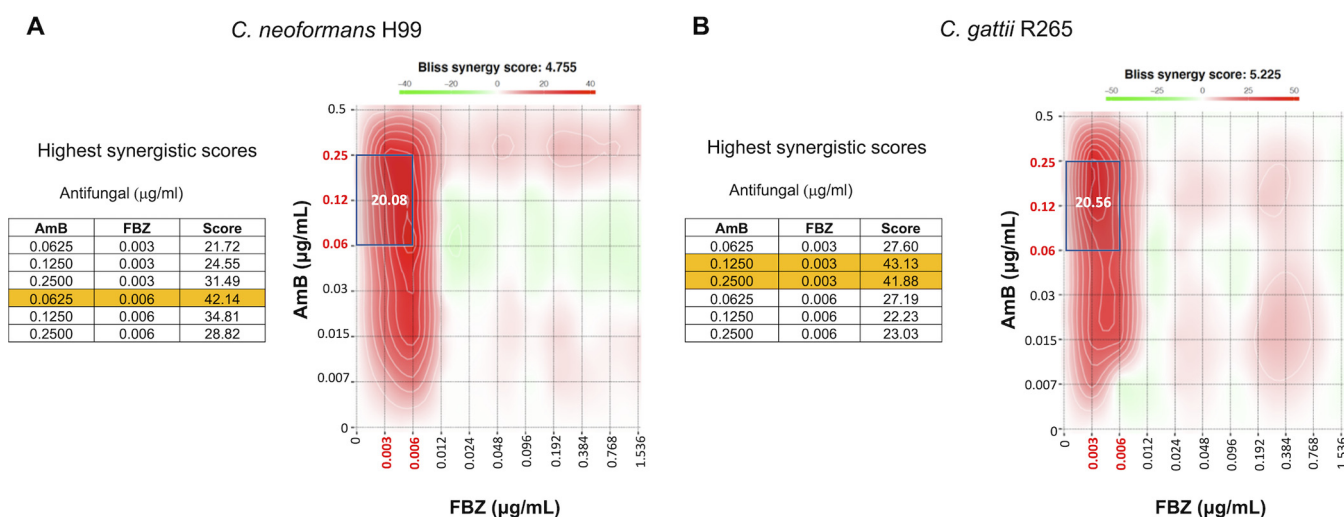 A
C. neoformans H99
Bliss synergy score: 4.755
-40 -20 0 20 40
Highest synergistic scores
Antifungal (µg/ml)
AmB FBZ Score
0.0625 0.003 21.72
0.1250 0.003 24.55
0.2500 0.003 31.49
0.0625 0.006 42.14
0.1250 0.006 34.81
0.2500 0.006 28.82
AmB (µg/mL)
0.5
0.25
0.12
0.06
0.03
0.015
0.007
0
20.08
0 0.003 0.006 0.012 0.024 0.048 0.096 0.192 0.384 0.768 1.536
FBZ (µg/mL)
B
C. gattii R265
Bliss synergy score: 5.225
-50 -25 0 25 50
Highest synergistic scores
Antifungal (µg/ml)
AmB FBZ Score
0.0625 0.003 27.60
0.1250 0.003 43.13
0.2500 0.003 41.88
0.0625 0.006 27.19
0.1250 0.006 22.23
0.2500 0.006 23.03
AmB (µg/mL)
0.5
0.25
0.12
0.06
0.03
0.015
0.007
0
20.56
0 0.003 0.006 0.012 0.024 0.048 0.096 0.192 0.384 0.768 1.536
FBZ (µg/mL)